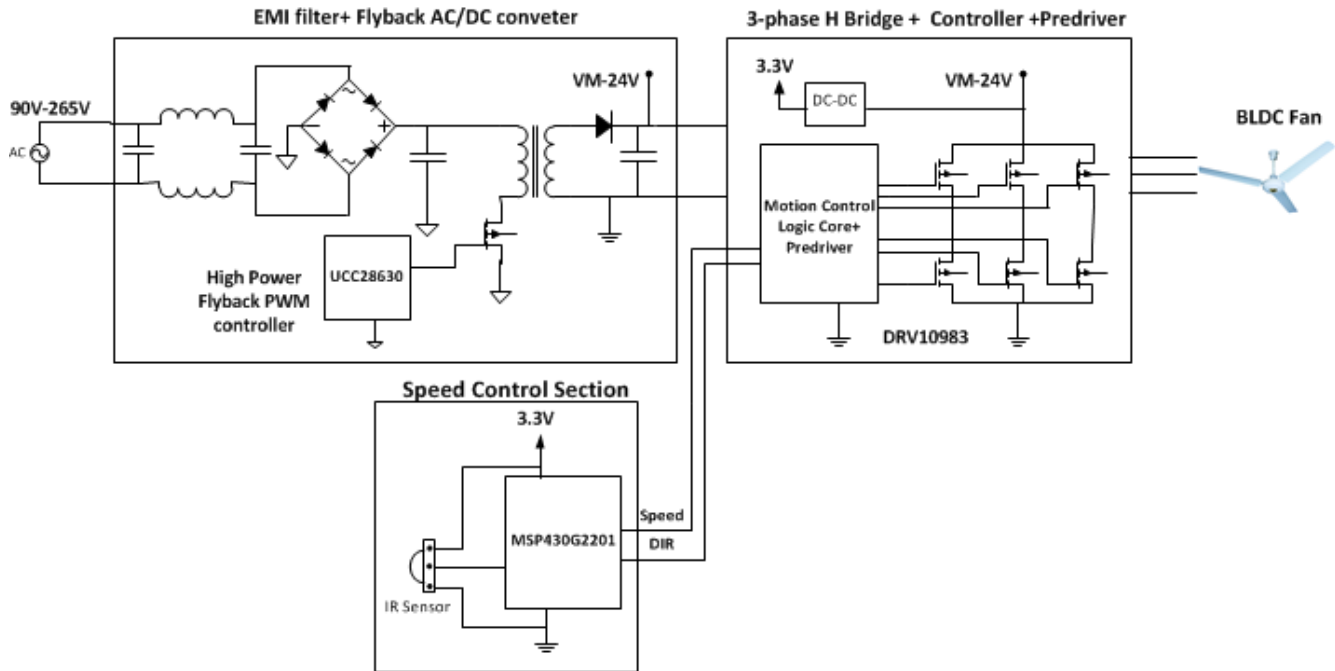 EMI filter+ Flyback AC/DC conveter
3-phase H Bridge + Controller +Predriver
90V-265V
AC
VM-24V
3.3V
DC-DC
VM-24V
BLDC Fan
Motion Control
Logic Core+
Predriver
UCC28630
High Power
Flyback PWM
controller
DRV10983
Speed Control Section
3.3V
MSP430G2201
Speed
DIR
IR Sensor